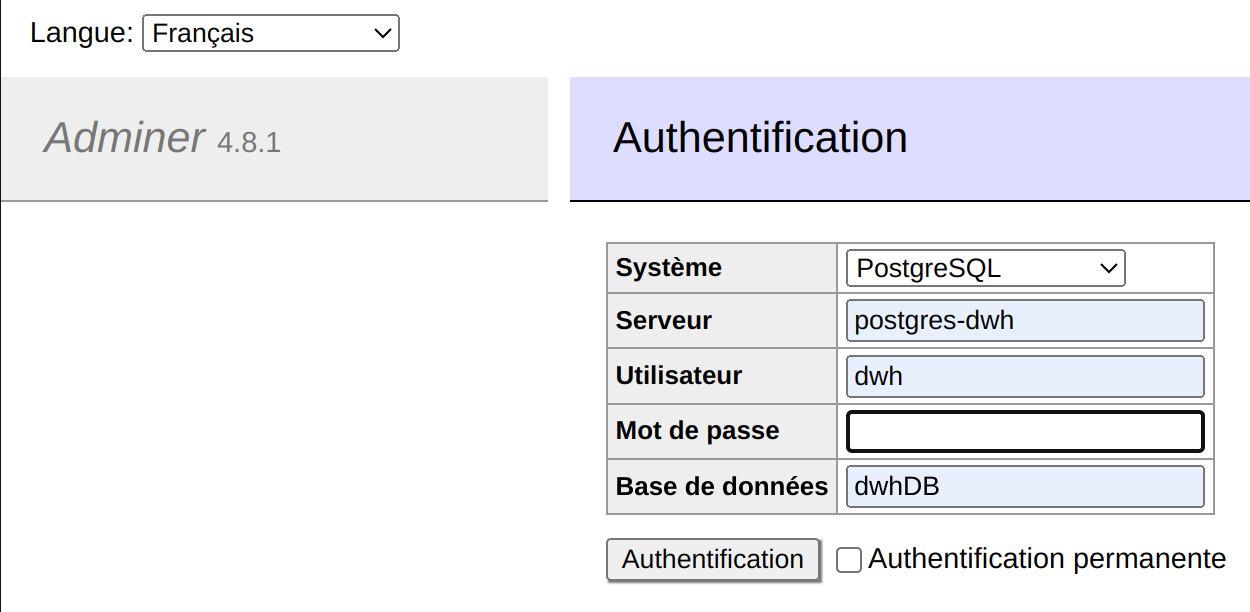 Langue: Français
Adminer 4.8.1
Authentification
Système PostgreSQL
Serveur postgres-dwh
Utilisateur dwh
Mot de passe
Base de données dwhDB
Authentification Authentification permanente